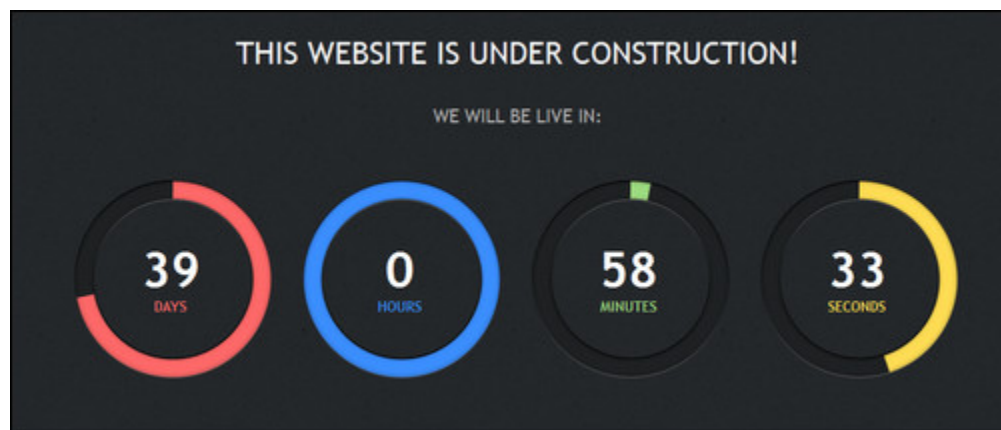 THIS WEBSITE IS UNDER CONSTRUCTION!
WE WILL BE LIVE IN:
39 0 58 33
DAYS HOURS MINUTES SECONDS